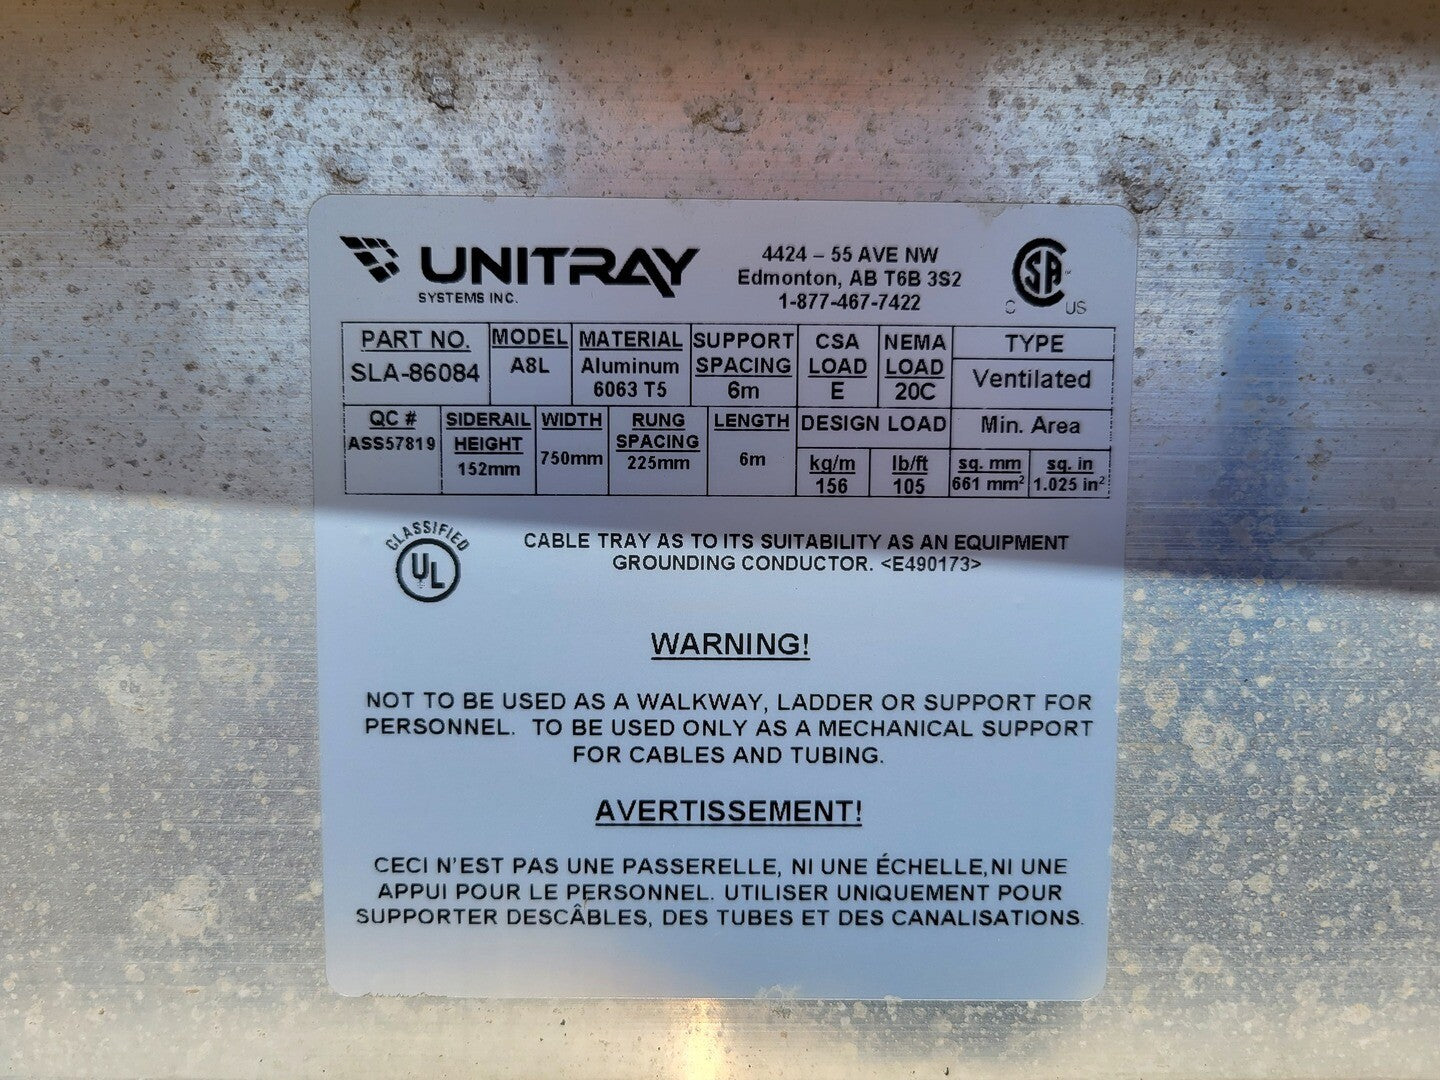 UNITRAY
SYSTEMS INC.
4424 – 55 AVE NW
Edmonton, AB T6B 3S2
1-877-467-7422
CSA
C US
PART NO. MODEL MATERIAL SUPPORT SPACING CSA LOAD NEMA LOAD TYPE
SLA-86084 A8L Aluminum 6063 T5 6m E 20C Ventilated
QC # SIDERAIL HEIGHT WIDTH RUNG SPACING LENGTH DESIGN LOAD Min. Area
kg/m lb/ft sq. mm sq. in
ASS57819 152mm 750mm 225mm 6m 156 105 661 mm² 1.025 in²
CLASSIFIED
UL
CABLE TRAY AS TO ITS SUITABILITY AS AN EQUIPMENT
GROUNDING CONDUCTOR. <E490173>
WARNING!
NOT TO BE USED AS A WALKWAY, LADDER OR SUPPORT FOR
PERSONNEL. TO BE USED ONLY AS A MECHANICAL SUPPORT
FOR CABLES AND TUBING.
AVERTISSEMENT!
CECI N'EST PAS UNE PASSERELLE, NI UNE ÉCHELLE,NI UNE
APPUI POUR LE PERSONNEL. UTILISER UNIQUEMENT POUR
SUPPORTER DESCÂBLES, DES TUBES ET DES CANALISATIONS.